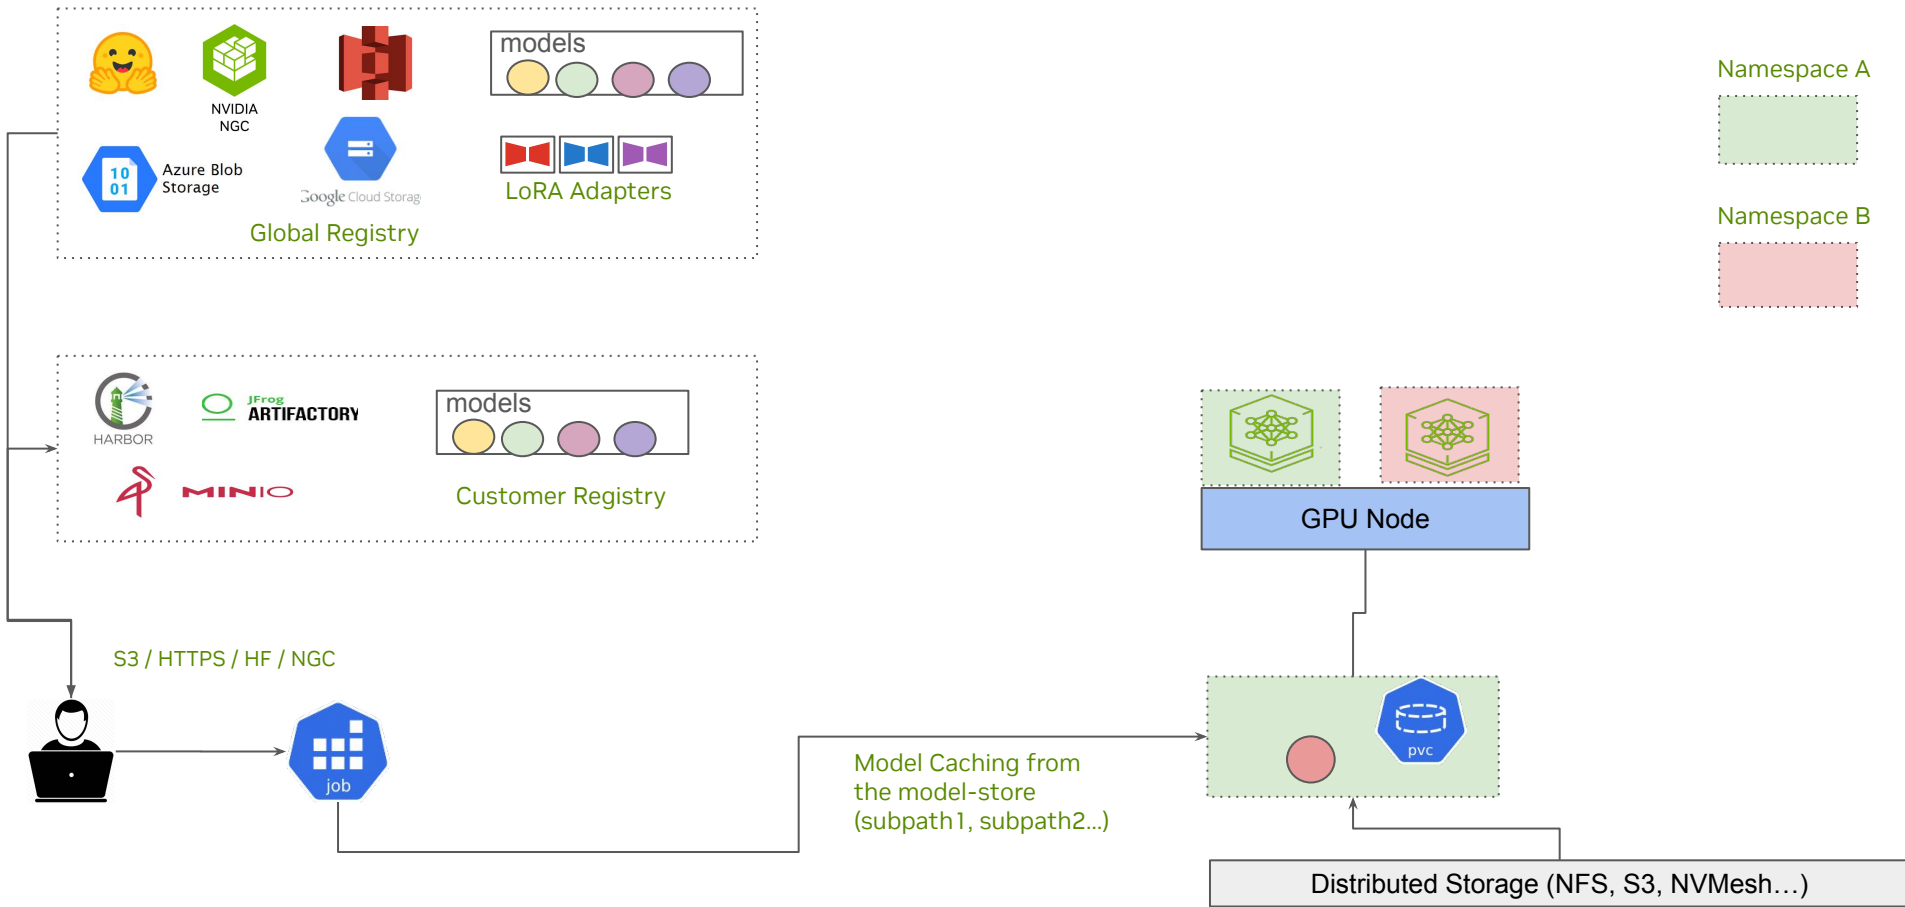 NVIDIA
NGC
models
10
01
Azure Blob
Storage
Google Cloud Storag
LoRA Adapters
Global Registry
Namespace A
Namespace B
HARBOR
JFrog
ARTIFACTORY
models
MINIO
Customer Registry
GPU Node
S3 / HTTPS / HF / NGC
job
Model Caching from
the model-store
(subpath1, subpath2...)
pvc
Distributed Storage (NFS, S3, NVMesh…)